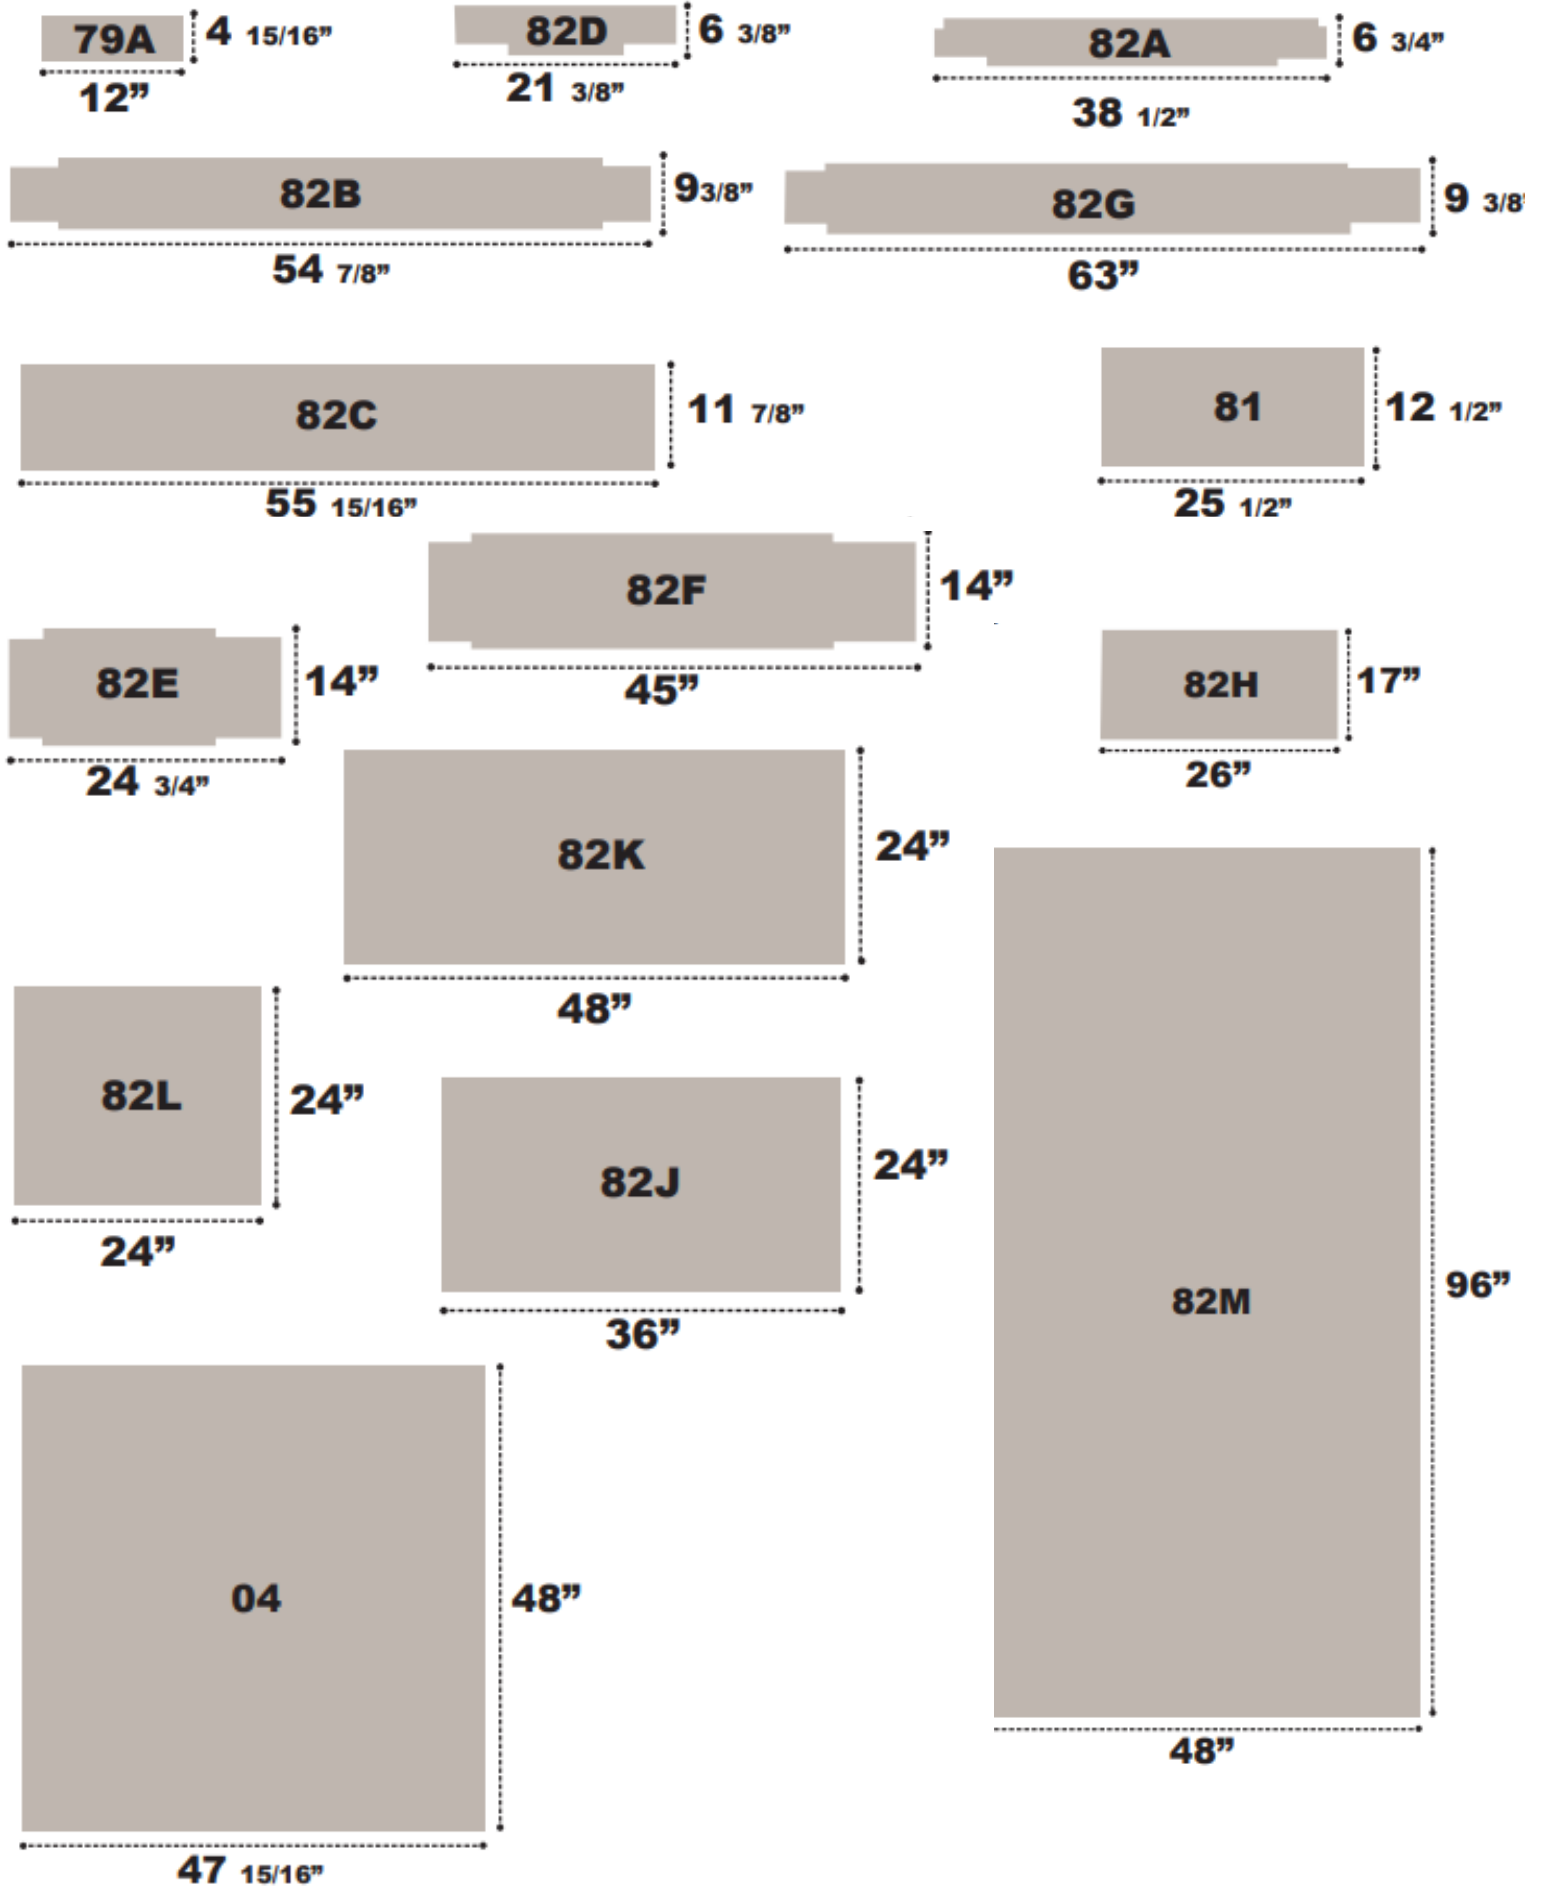 79A
4 15/16”
12”
82D
6 3/8”
21 3/8”
82A
6 3/4”
38 1/2”
82B
93/8”
54 7/8”
82G
9 3/8’
63”
82C
11 7/8”
55 15/16”
81
12 1/2”
25 1/2”
82F
14”
45”
82E
14”
24 3/4”
82H
17”
26”
82K
24”
48”
82L
24”
24”
82J
24”
36”
82M
96”
48”
04
48”
47 15/16”